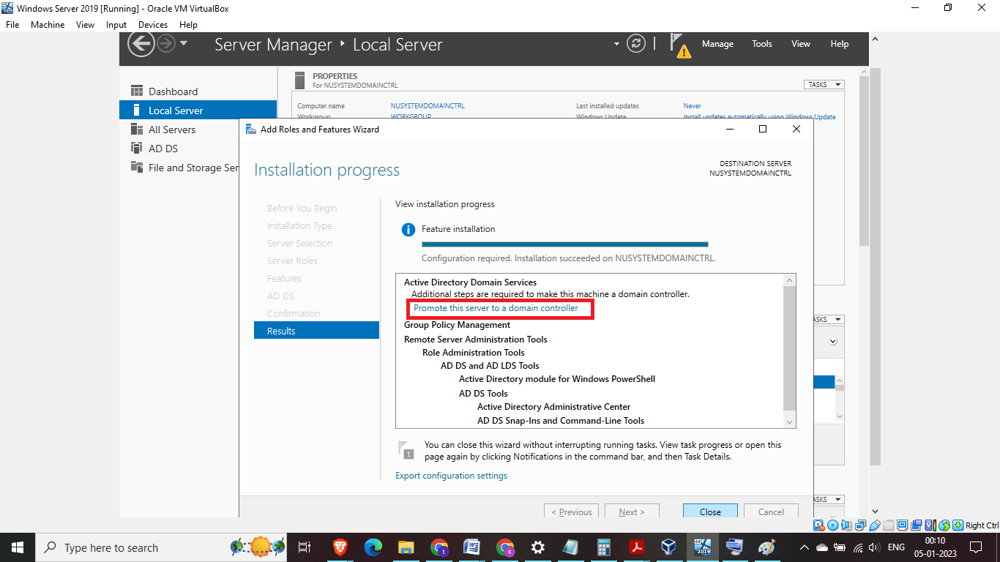 Windows Server 2019 [Running] - Oracle VM VirtualBox
File Machine View Input Devices Help
Server Manager Local Server
Manage Tools View Help
Dashboard
Local Server
All Servers
AD DS
File and Storage Ser
PROPERTIES
For NUSYSTEMDOMAINCTRL
TASKS
Computer name NUSYSTEMDOMAINCTRL Last installed updates Never
Workgroup WORKGROUP Windows Update Install updates automatically using Windows Update
Add Roles and Features Wizard
Installation progress
DESTINATION SERVER
NUSYSTEMDOMAINCTRL
Before You Begin
Installation Type
Server Selection
Server Roles
Features
AD DS
Confirmation
Results
View installation progress
Feature installation
Configuration required. Installation succeeded on NUSYSTEMDOMAINCTRL.
Active Directory Domain Services
Additional steps are required to make this machine a domain controller.
Promote this server to a domain controller
Group Policy Management
Remote Server Administration Tools
Role Administration Tools
AD DS and AD LDS Tools
Active Directory module for Windows PowerShell
AD DS Tools
Active Directory Administrative Center
AD DS Snap-Ins and Command-Line Tools
1
You can close this wizard without interrupting running tasks. View task progress or open this
page again by clicking Notifications in the command bar, and then Task Details.
Export configuration settings
< Previous Next > Close Cancel
ASKS
ASKS
Right Ctrl
Type here to search
2019
ENG
00:10
05-01-2023